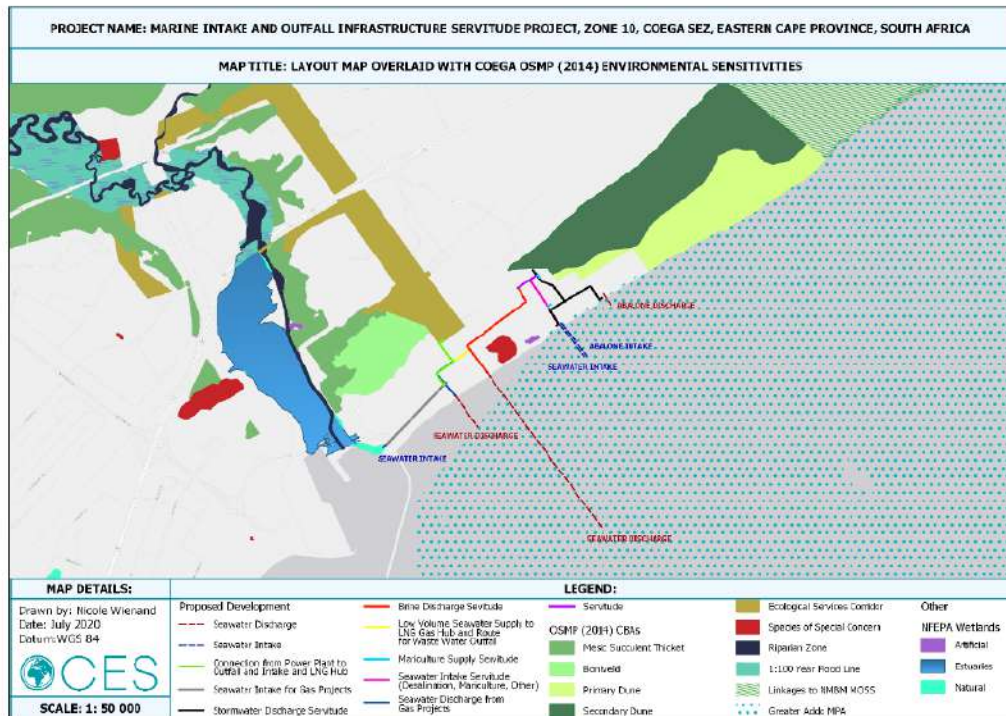 PROJECT NAME: MARINE INTAKE AND OUTFALL INFRASTRUCTURE SERVITUDE PROJECT, ZONE 10, COEGA SEZ, EASTERN CAPE PROVINCE, SOUTH AFRICA
MAP TITLE: LAYOUT MAP OVERLAID WITH COEGA OSMP (2014) ENVIRONMENTAL SENSITIVITIES
ABALONE DISCHARGE
ABALONE INTAKE
SEAWATER INTAKE
SEAWATER DISCHARGE
SEAWATER INTAKE
SEAWATER DISCHARGE
MAP DETAILS:
Drawn by: Nicole Wienand
Date: July 2020
Datum: WGS 84
CES
SCALE: 1: 50 000
LEGEND:
Proposed Development
Seawater Discharge
Seawater Intake
Connection from Power Plant to
Outfall and Intake and LNG Hub
Seawater Intake for Gas Projects
Stormwater Discharge Servitude
Brine Discharge Servitude
Low Volume Seawater Supply to
LNG Gas Hub and Route
for Waste Water Outfall
Mariculture Supply Servitude
Seawater Intake Servitude
(Desalinaison, Mariculture, Other)
Seawater Discharge from
Gas Projects
Servitude
OSMP (2014) CBAs
Mesic Succulent Thicket
Bontveld
Primary Dune
Secondary Dune
Ecological Services Corridor
Species of Special Concern
Riparian Zone
1:100 Year Flood Line
Linkages to NMBM MOSS
Greater Addo MPA
Other
NFEPA Wetlands
Artificial
Estuaries
Natural